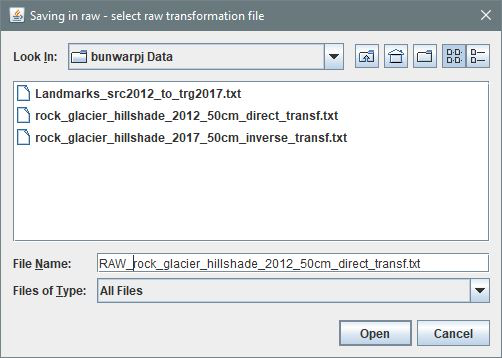 Saving in raw - select raw transformation file
Look In: bunwarpj Data
Landmarks_src2012_to_trg2017.txt
rock_glacier_hillshade_2012_50cm_direct_transf.txt
rock_glacier_hillshade_2017_50cm_inverse_transf.txt
File Name: RAW_rock_glacier_hillshade_2012_50cm_direct_transf.txt
Files of Type: All Files
Open Cancel